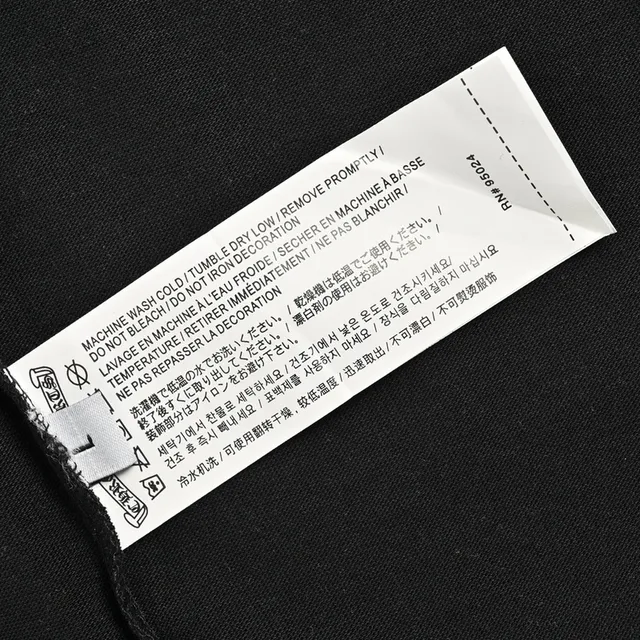 MACHINE WASH COLD / TUMBLE DRY LOW / REMOVE PROMPTLY /
DO NOT BLEACH / DO NOT IRON DECORATION
LAVAGE EN MACHINE À L'EAU FROIDE / SECHER EN MACHINE À BASSE
TEMPERATURE / RETIRER IMMÉDIATEMENT / NE PAS BLANCHIR /
NE PAS REPASSER LA DECORATION
洗濯機で低温の水でお洗いください。/ 乾燥機は低温でご使用ください。/
終了後すぐに取り出してください。/ 漂白剤の使用はお避けください。/
装飾部分はアイロンをお避け下さい。
세탁기에서 찬물로 세탁하세요 / 건조기에서 낮은 온도로 건조시키세요 /
건조 후 즉시 빼내세요 / 표백제를 사용하지 마세요 / 장식을 다림질하지 마십시요
冷水机洗 / 可使用翻转干燥，较低温度 / 迅速取出 / 不可漂白 / 不可熨烫服饰
RN# 95024
L